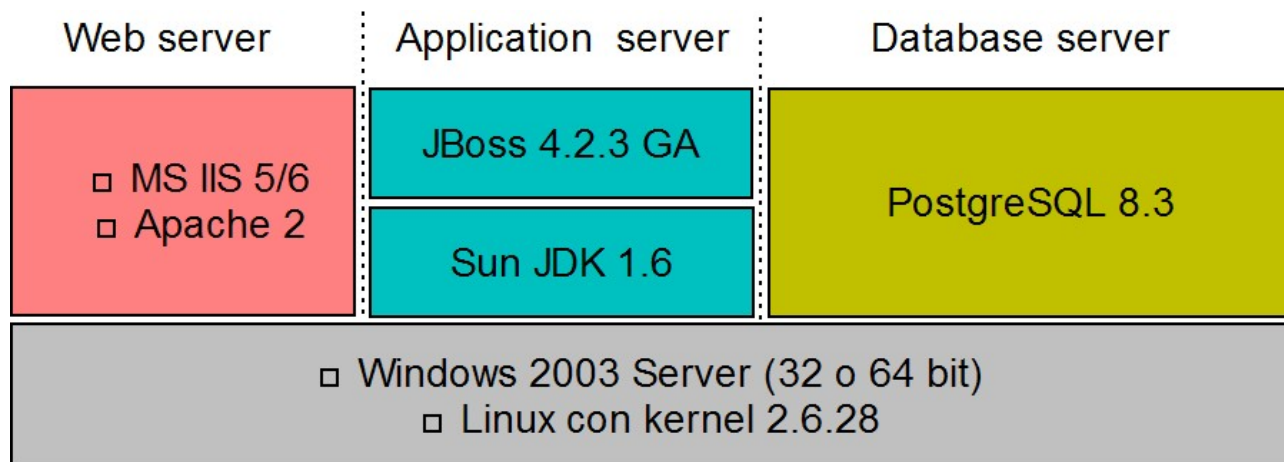 Web server
Application server
Database server
▫ MS IIS 5/6
▫ Apache 2
JBoss 4.2.3 GA
Sun JDK 1.6
PostgreSQL 8.3
▫ Windows 2003 Server (32 o 64 bit)
▫ Linux con kernel 2.6.28